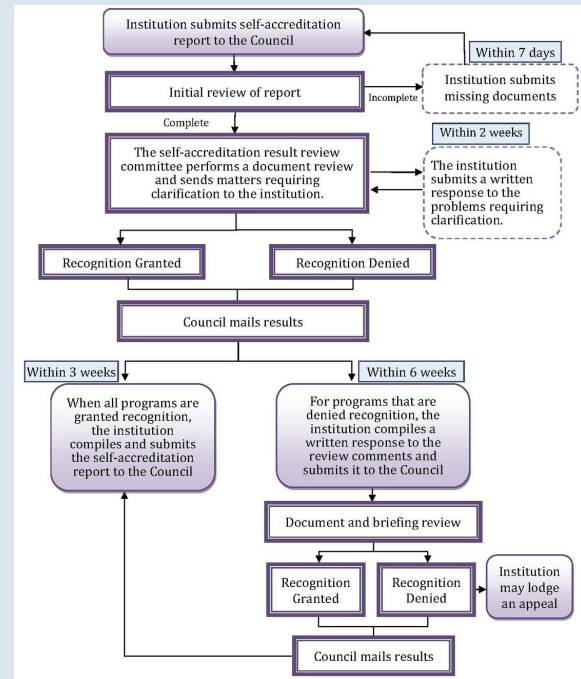 Institution submits self-accreditation
report to the Council
Within 7 days
Initial review of report
Incomplete
Institution submits
missing documents
Complete
Within 2 weeks
The self-accreditation result review
committee performs a document review
and sends matters requiring
clarification to the institution.
The institution
submits a written
response to the
problems requiring
clarification.
Recognition Granted
Recognition Denied
Council mails results
Within 3 weeks
Within 6 weeks
When all programs are
granted recognition,
the institution
compiles and submits
the self-accreditation
report to the Council
For programs that are
denied recognition, the
institution compiles a
written response to the
review comments and
submits it to the Council
Document and briefing review
Recognition
Granted
Recognition
Denied
Institution
may lodge
an appeal
Council mails results